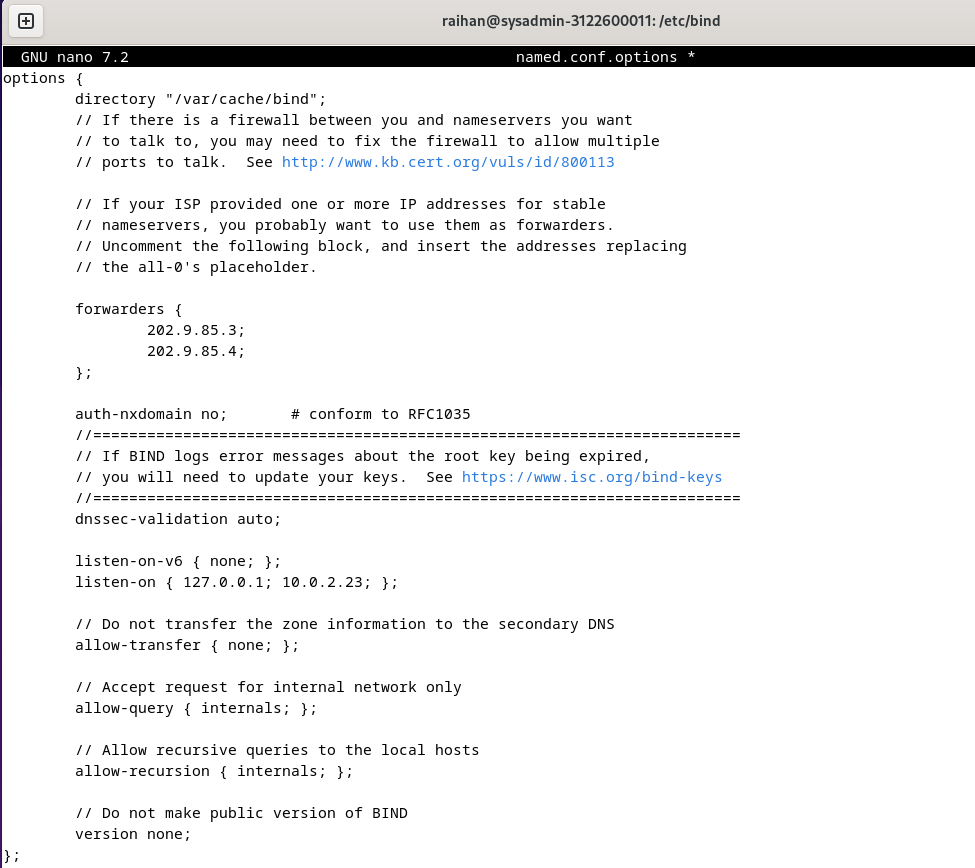 raihan@sysadmin-3122600011: /etc/bind
GNU nano 7.2 named.conf.options *
options {
        directory "/var/cache/bind";
        // If there is a firewall between you and nameservers you want
        // to talk to, you may need to fix the firewall to allow multiple
        // ports to talk.  See http://www.kb.cert.org/vuls/id/800113

        // If your ISP provided one or more IP addresses for stable
        // nameservers, you probably want to use them as forwarders.
        // Uncomment the following block, and insert the addresses replacing
        // the all-0's placeholder.

        forwarders {
                202.9.85.3;
                202.9.85.4;
        };

        auth-nxdomain no;       # conform to RFC1035
        //========================================================================
        // If BIND logs error messages about the root key being expired,
        // you will need to update your keys.  See https://www.isc.org/bind-keys
        //========================================================================
        dnssec-validation auto;

        listen-on-v6 { none; };
        listen-on { 127.0.0.1; 10.0.2.23; };

        // Do not transfer the zone information to the secondary DNS
        allow-transfer { none; };

        // Accept request for internal network only
        allow-query { internals; };

        // Allow recursive queries to the local hosts
        allow-recursion { internals; };

        // Do not make public version of BIND
        version none;
};